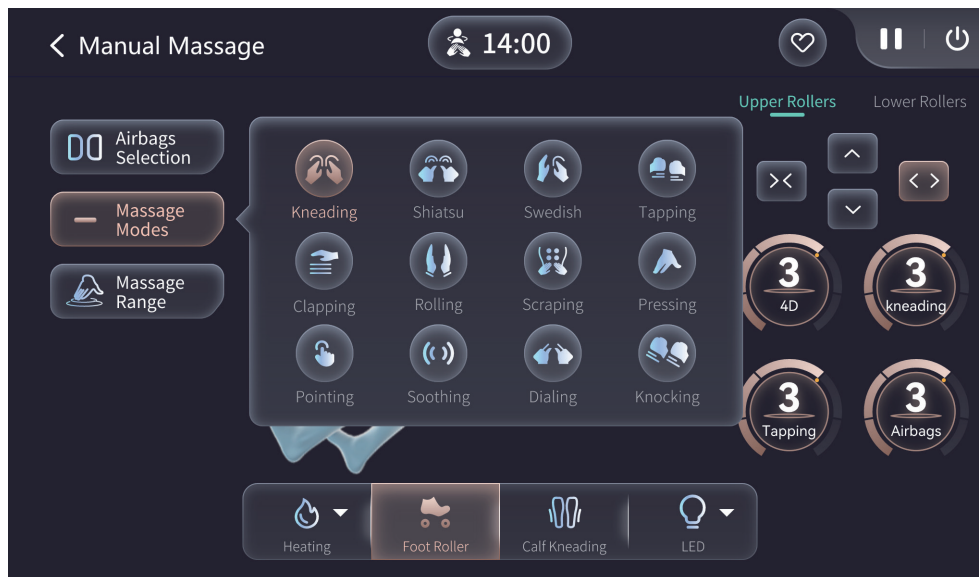 Manual Massage
14:00
Upper Rollers
Lower Rollers
Airbags
Selection
Massage
Modes
Massage
Range
Kneading
Shiatsu
Swedish
Tapping
Clapping
Rolling
Scraping
Pressing
Pointing
Soothing
Dialing
Knocking
3
4D
3
kneading
3
Tapping
3
Airbags
Heating
Foot Roller
Calf Kneading
LED